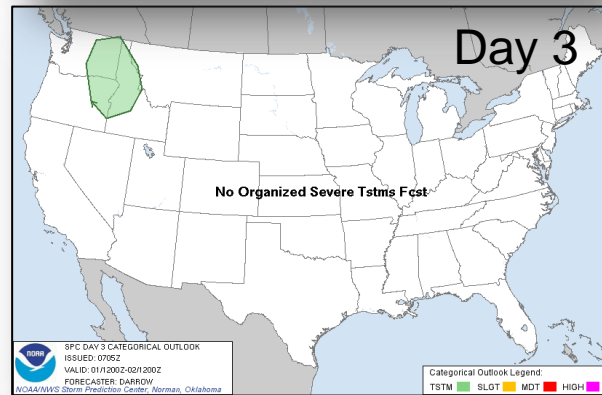 Day 3
No Organized Severe Tstms Fcst
NOAA
SPC DAY 3 CATEGORICAL OUTLOOK
ISSUED: 0705Z
VALID: 01/1200Z-02/1200Z
FORECASTER: DARROW
NOAA/NWS Storm Prediction Center, Norman, Oklahoma
Categorical Outlook Legend:
TSTM SLGT MDT HIGH